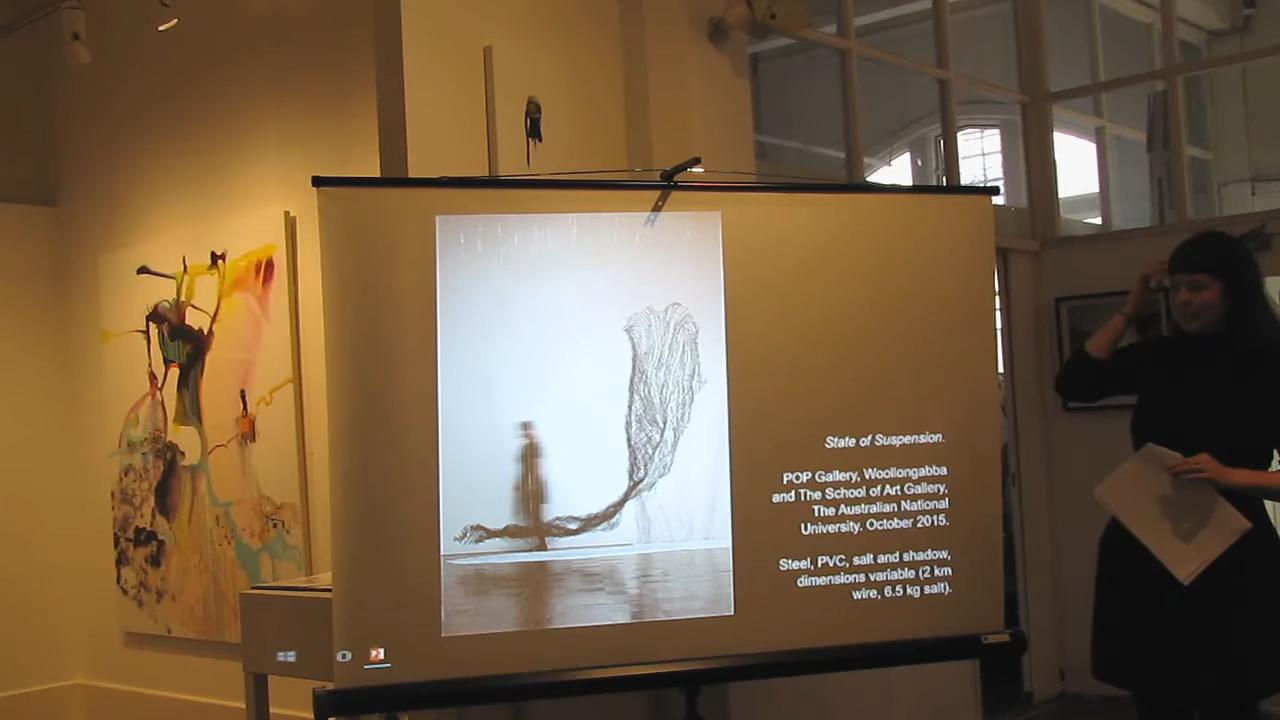 State of Suspension.
POP Gallery, Woollongabba
and The School of Art Gallery,
The Australian National
University. October 2015.
Steel, PVC, salt and shadow,
dimensions variable (2 km
wire, 6.5 kg salt).